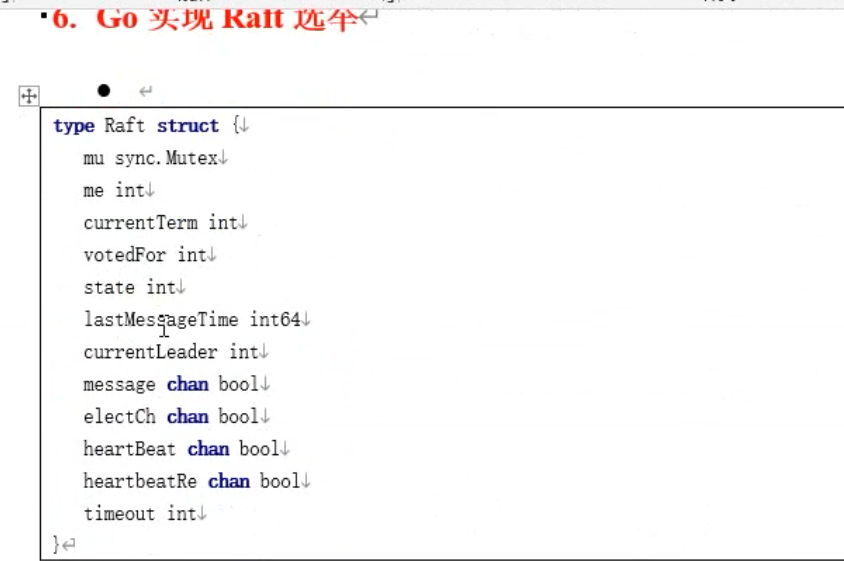 6. Go 实现 Raft 选举
type Raft struct {
mu sync.Mutex
me int
currentTerm int
votedFor int
state int
lastMessageTime int64
currentLeader int
message chan bool
electCh chan bool
heartBeat chan bool
heartbeatRe chan bool
timeout int
}